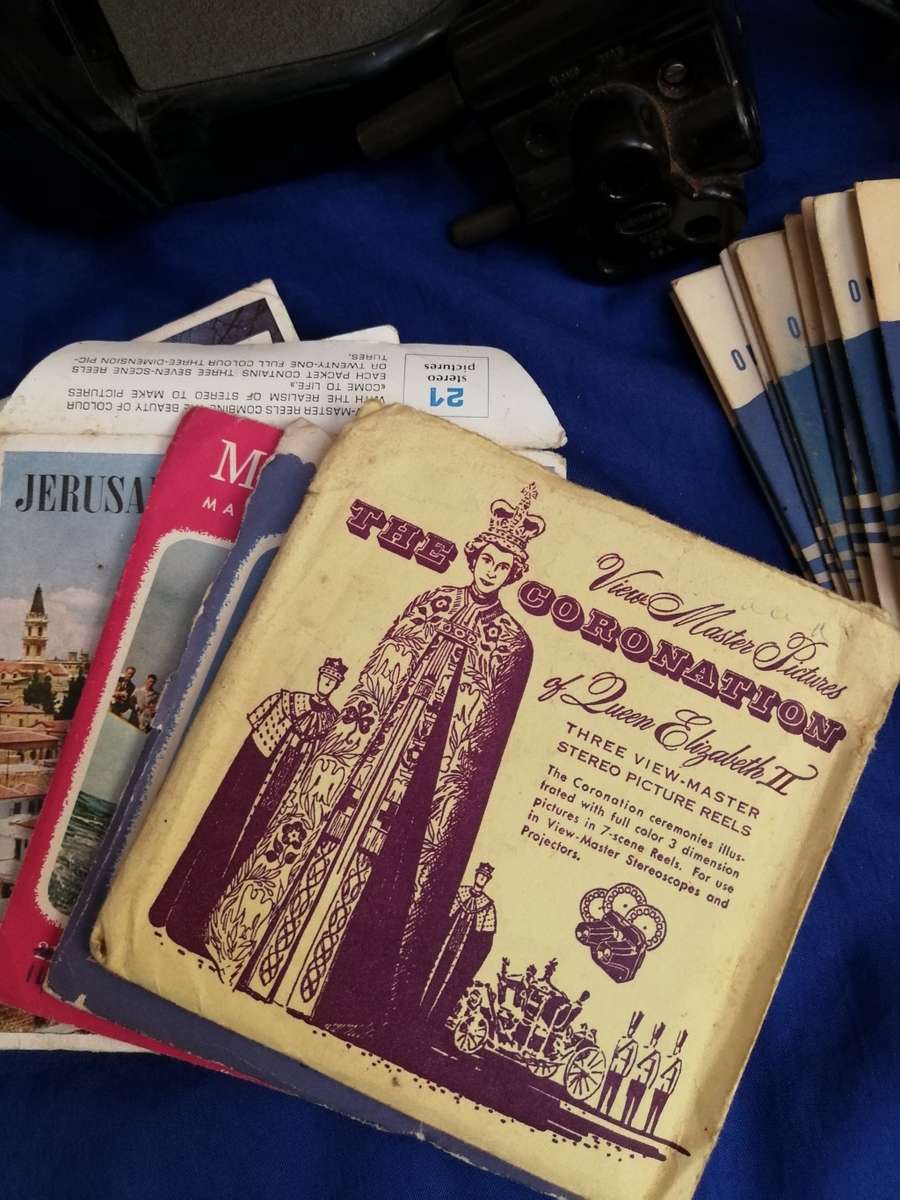 21
stereo
pictures
W-MASTER REELS COMBINE THE BEAUTY OF COLOUR
WITH THE REALISM OF STEREO TO MAKE PICTURES
«COME TO LIFE.»
EACH PACKET CONTAINS THREE SEVEN-SCENE REELS
OR TWENTY-ONE FULL COLOUR THREE-DIMENSION PIC-
TURES.
JERUSA
M
MA
View-Master Pictures
THE CORONATION
of Queen Elizabeth II
THREE VIEW-MASTER
STEREO PICTURE REELS
The Coronation ceremonies illus-
trated with full color 3 dimension
pictures in 7-scene Reels. For use
in View-Master Stereoscopes and
Projectors.
O
O
O